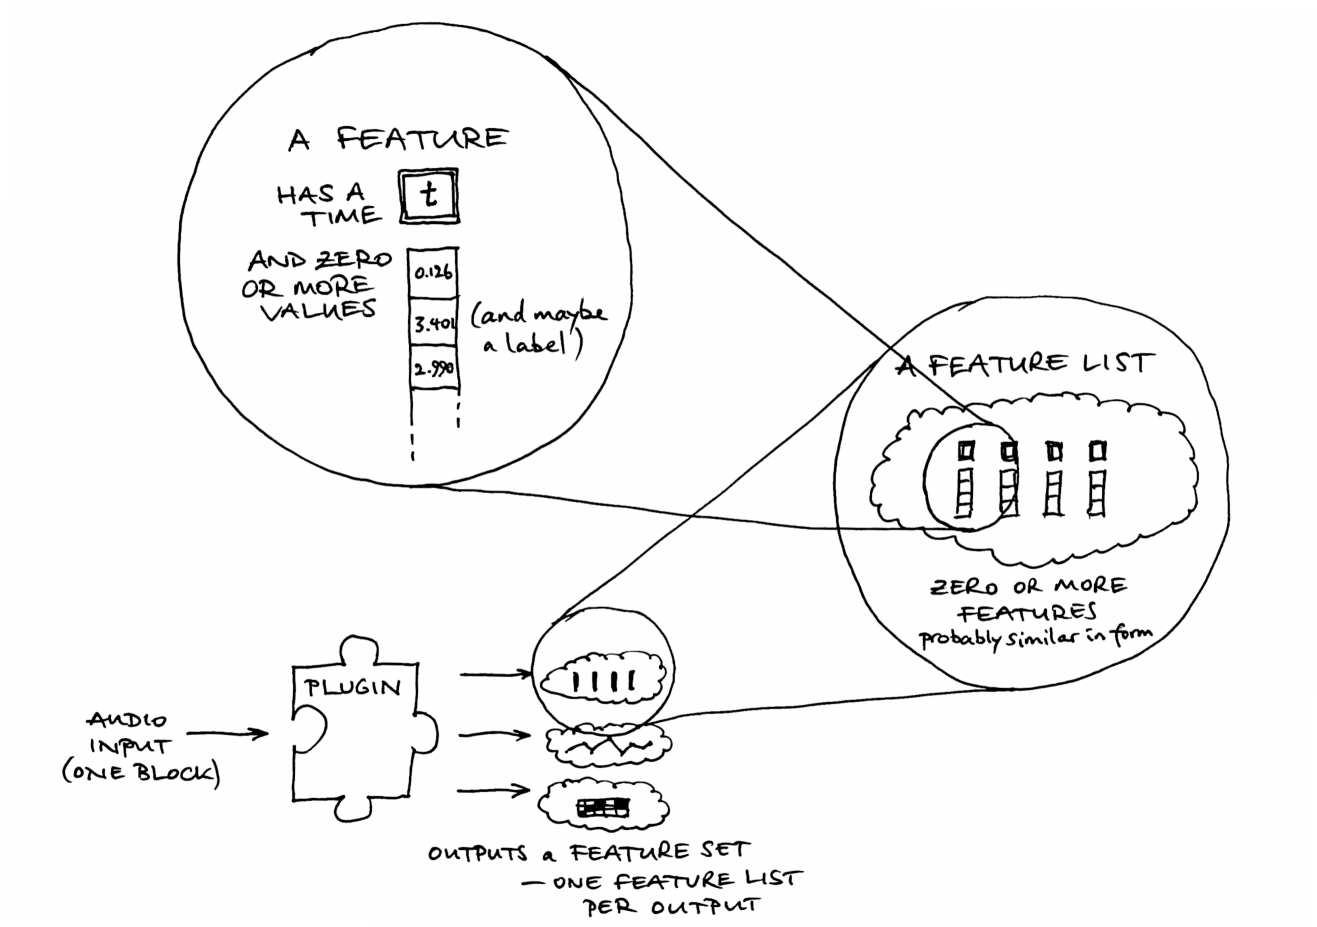 A FEATURE
HAS A
TIME
t
AND ZERO
OR MORE
VALUES
0.126
3.401
2.990
(and maybe
a label)
A FEATURE LIST
ZERO OR MORE
FEATURES
probably similar in form
PLUGIN
AUDIO
INPUT
(ONE BLOCK)
OUTPUTS a FEATURE SET
— ONE FEATURE LIST
PER OUTPUT